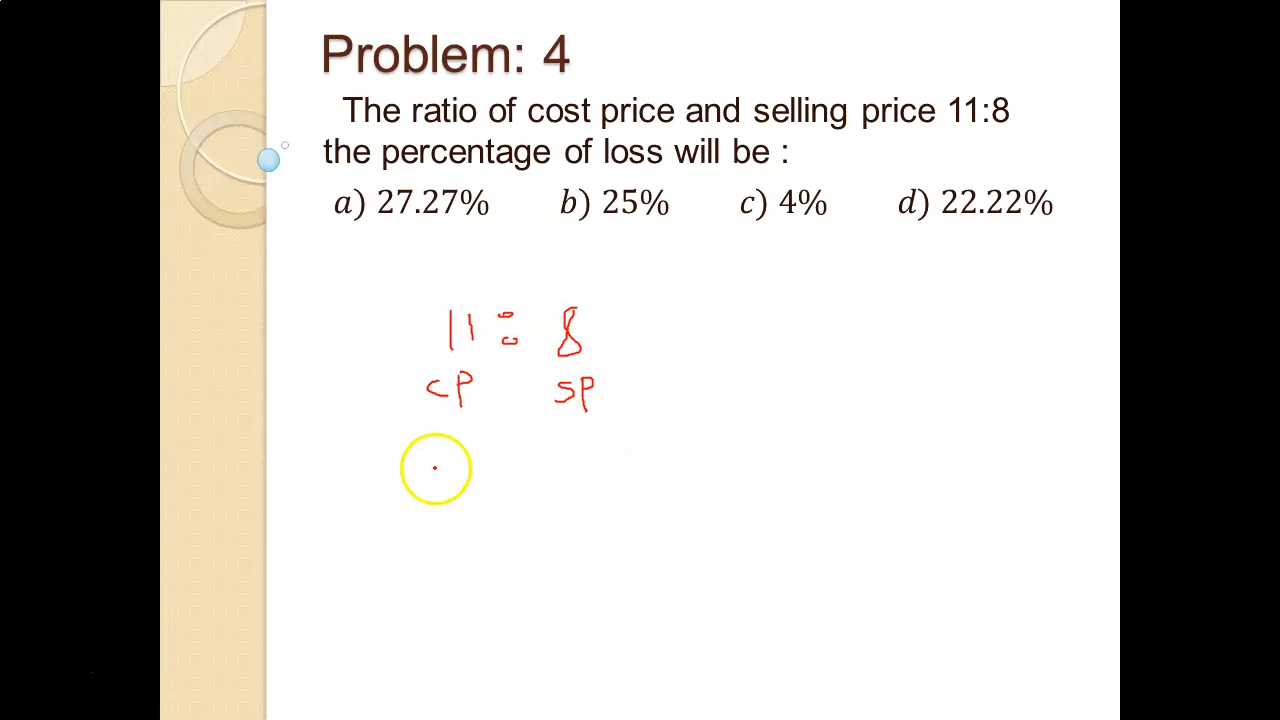 Problem: 4
The ratio of cost price and selling price 11:8
the percentage of loss will be :
a) 27.27% b) 25% c) 4% d) 22.22%
11 : 8
CP SP